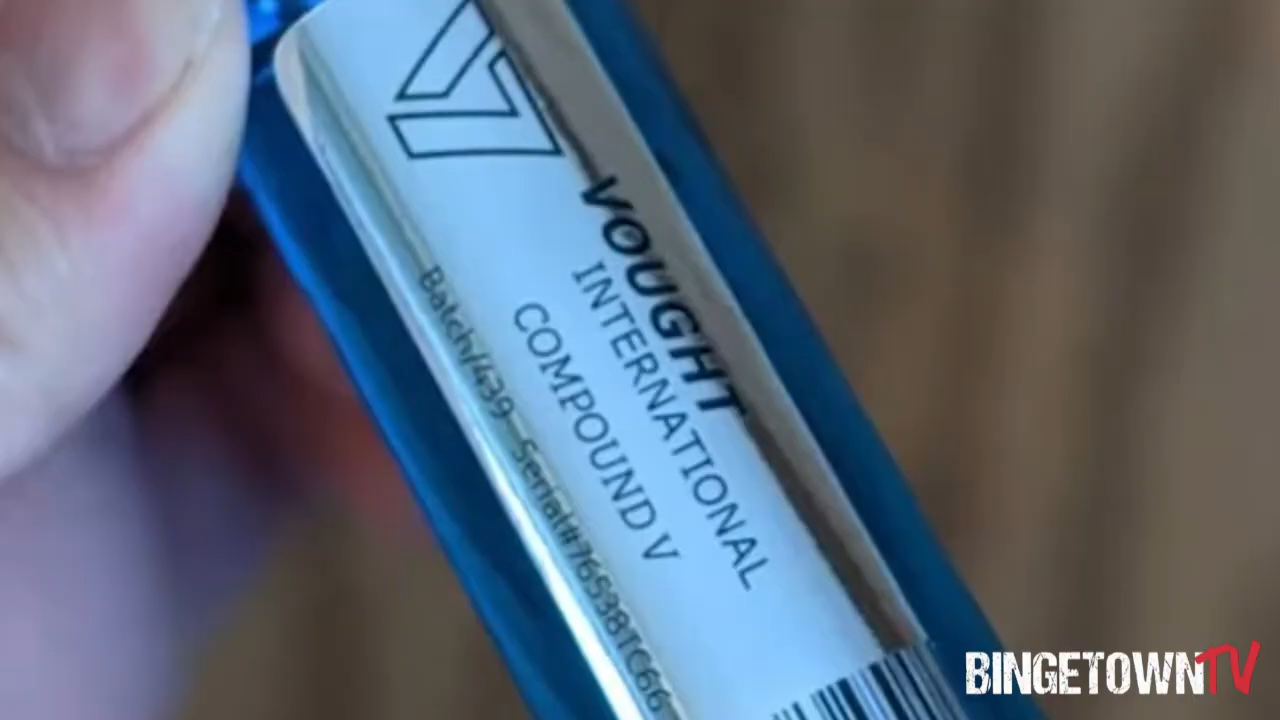 V
VOUGHT
INTERNATIONAL
COMPOUND V
Batch/439 Serial#76538TC66
BINGETOWNTV